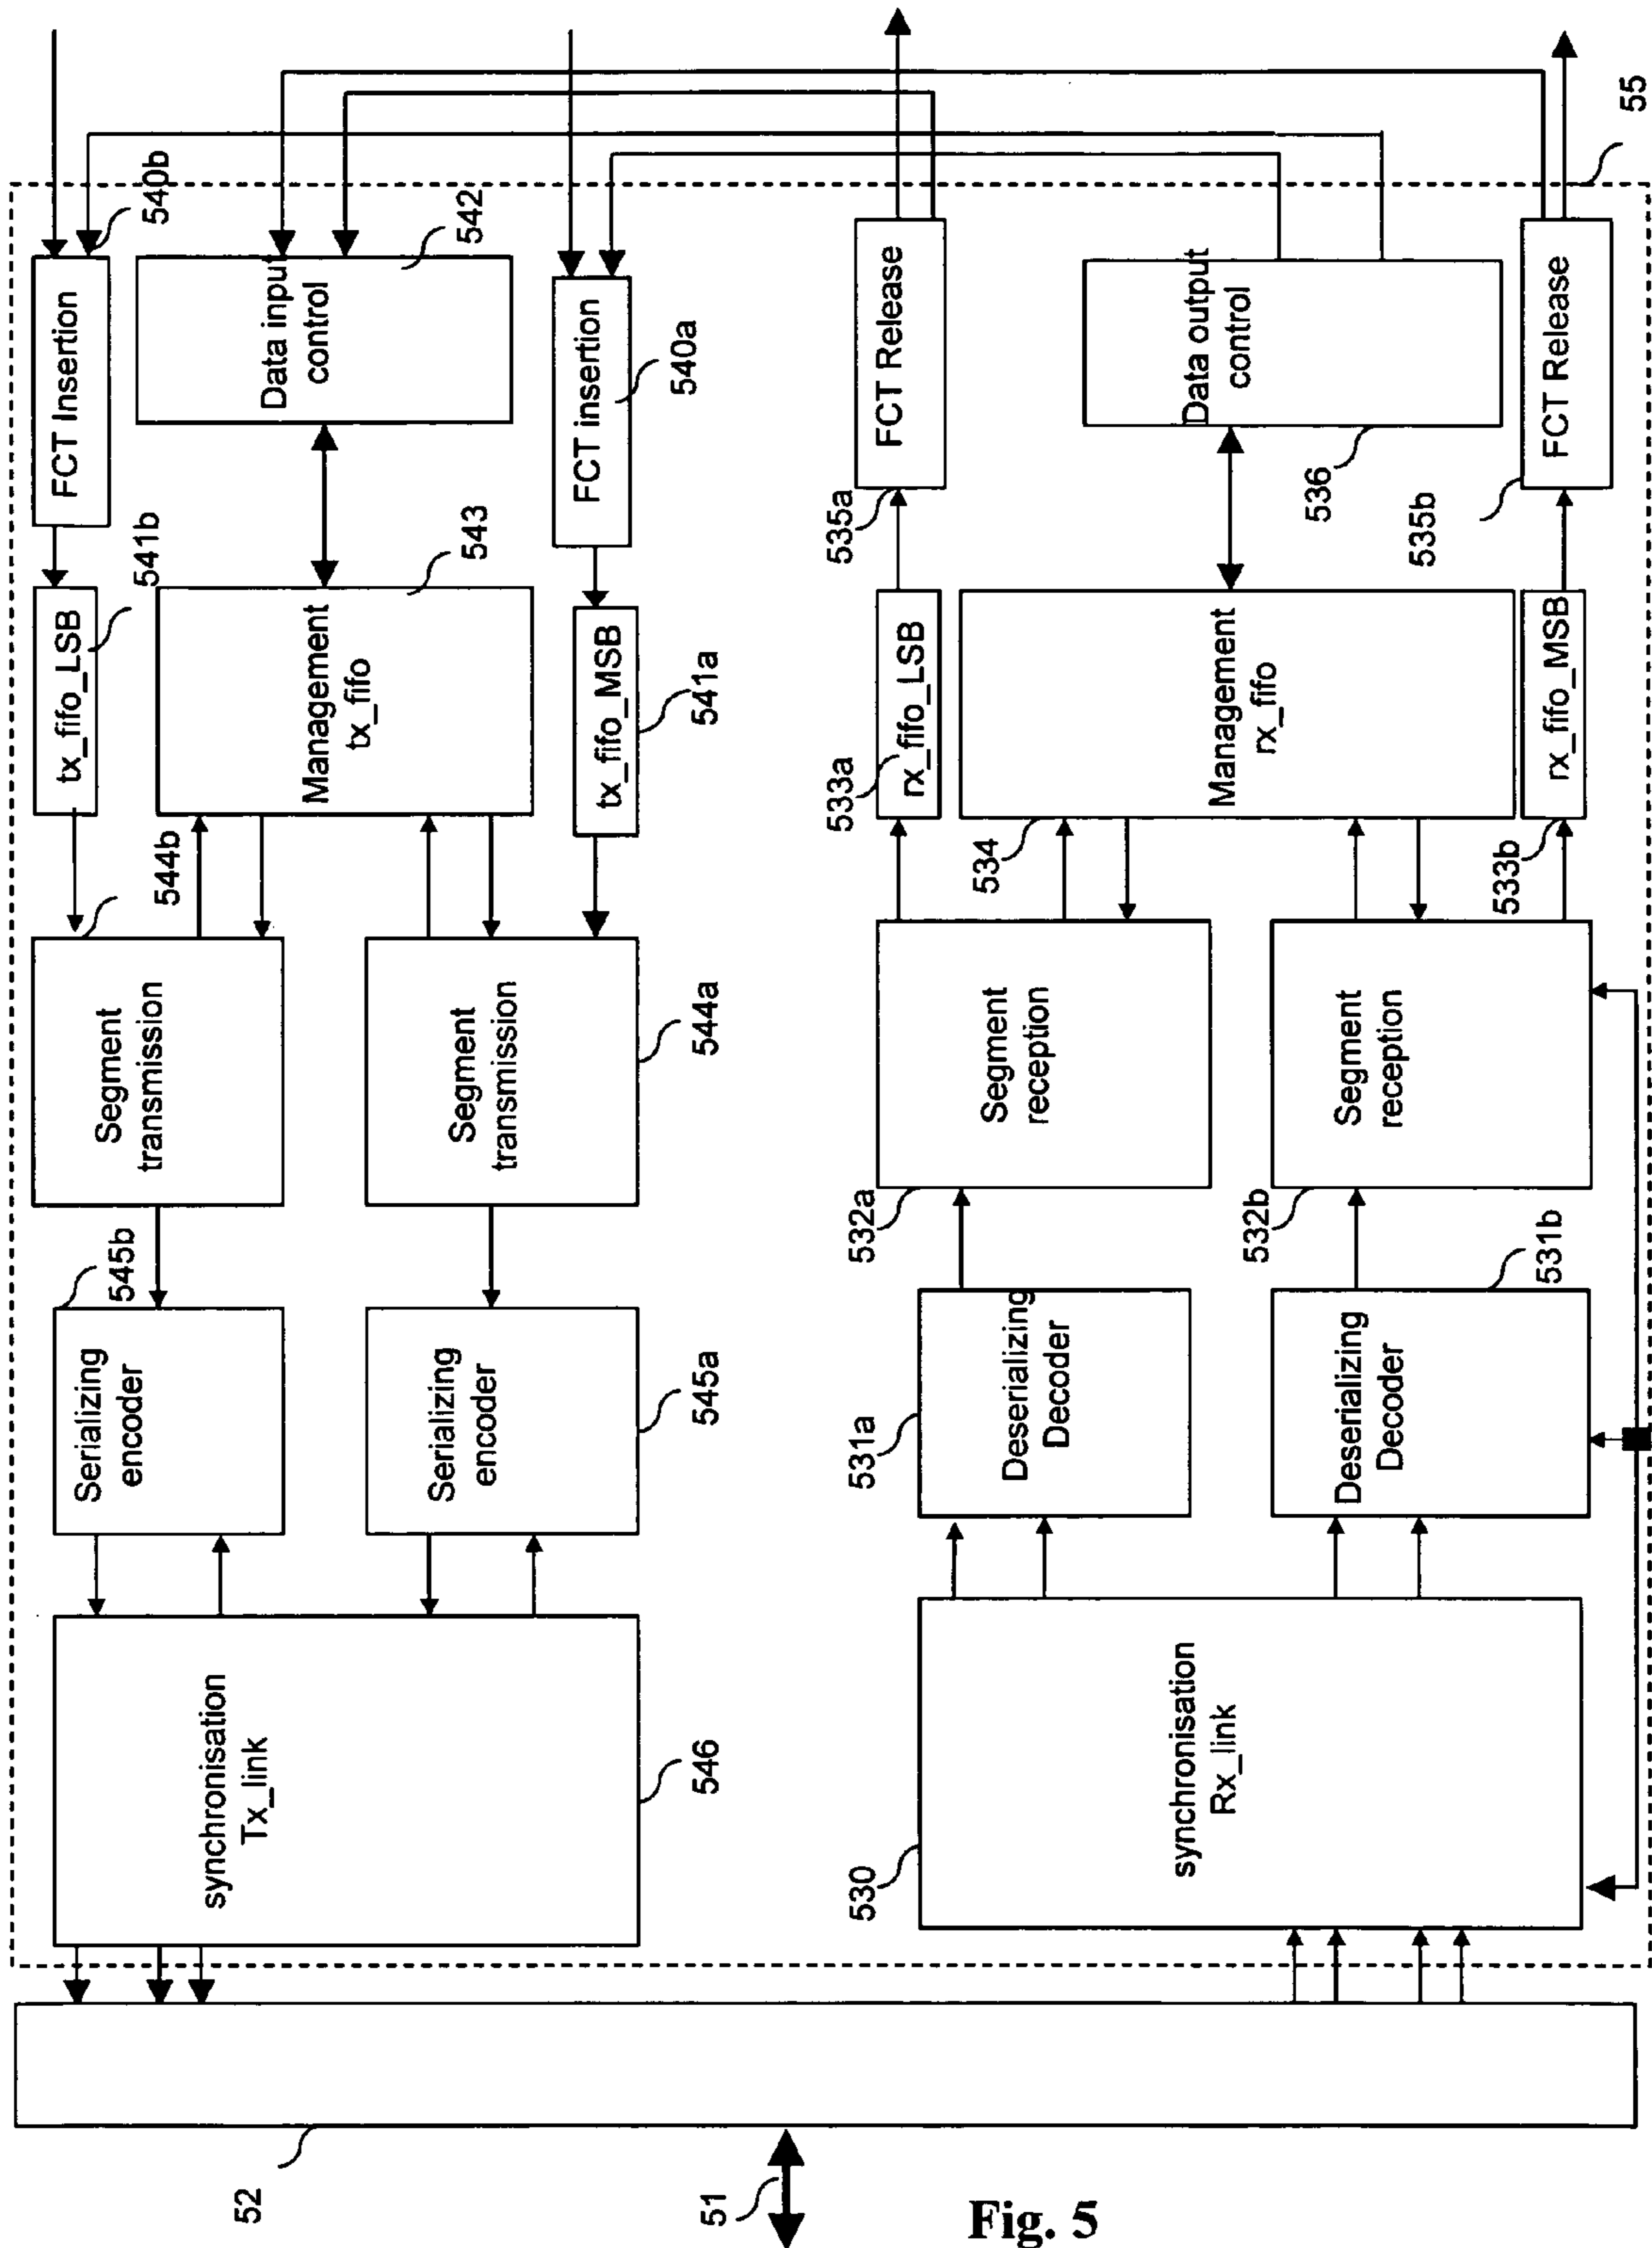 540b
FCT Insertion
542
Data input
control
FCT insertion
540a
541b
tx_fifo_LSB
543
Management
tx_fifo
tx_fifo_MSB
541a
544b
Segment
transmission
Segment
transmission
544a
545b
Serializing
encoder
Serializing
encoder
545a
synchronisation
Tx_link
546
55
FCT Release
535a
Data output
control
536
FCT Release
535b
533a
rx_fifo_LSB
Management
rx_fifo
534
rx_fifo_MSB
533b
Segment
reception
532a
Segment
reception
532b
531a
Deserializing
Decoder
531b
Deserializing
Decoder
530
synchronisation
Rx_link
52
51
Fig. 5